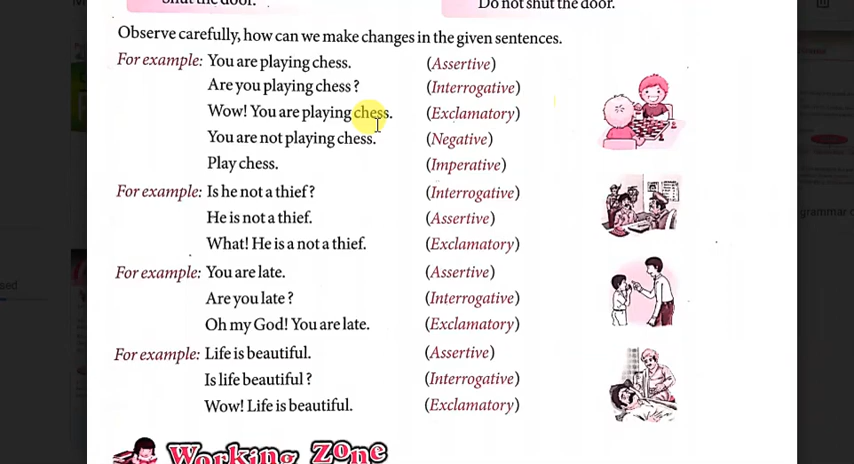 Shut the door.
Do not shut the door.
Observe carefully, how can we make changes in the given sentences.
For example: You are playing chess. (Assertive)
Are you playing chess? (Interrogative)
Wow! You are playing chess. (Exclamatory)
You are not playing chess. (Negative)
Play chess. (Imperative)
For example: Is he not a thief? (Interrogative)
He is not a thief. (Assertive)
What! He is a not a thief. (Exclamatory)
For example: You are late. (Assertive)
Are you late? (Interrogative)
Oh my God! You are late. (Exclamatory)
For example: Life is beautiful. (Assertive)
Is life beautiful? (Interrogative)
Wow! Life is beautiful. (Exclamatory)
Working Zone
sed
grammar